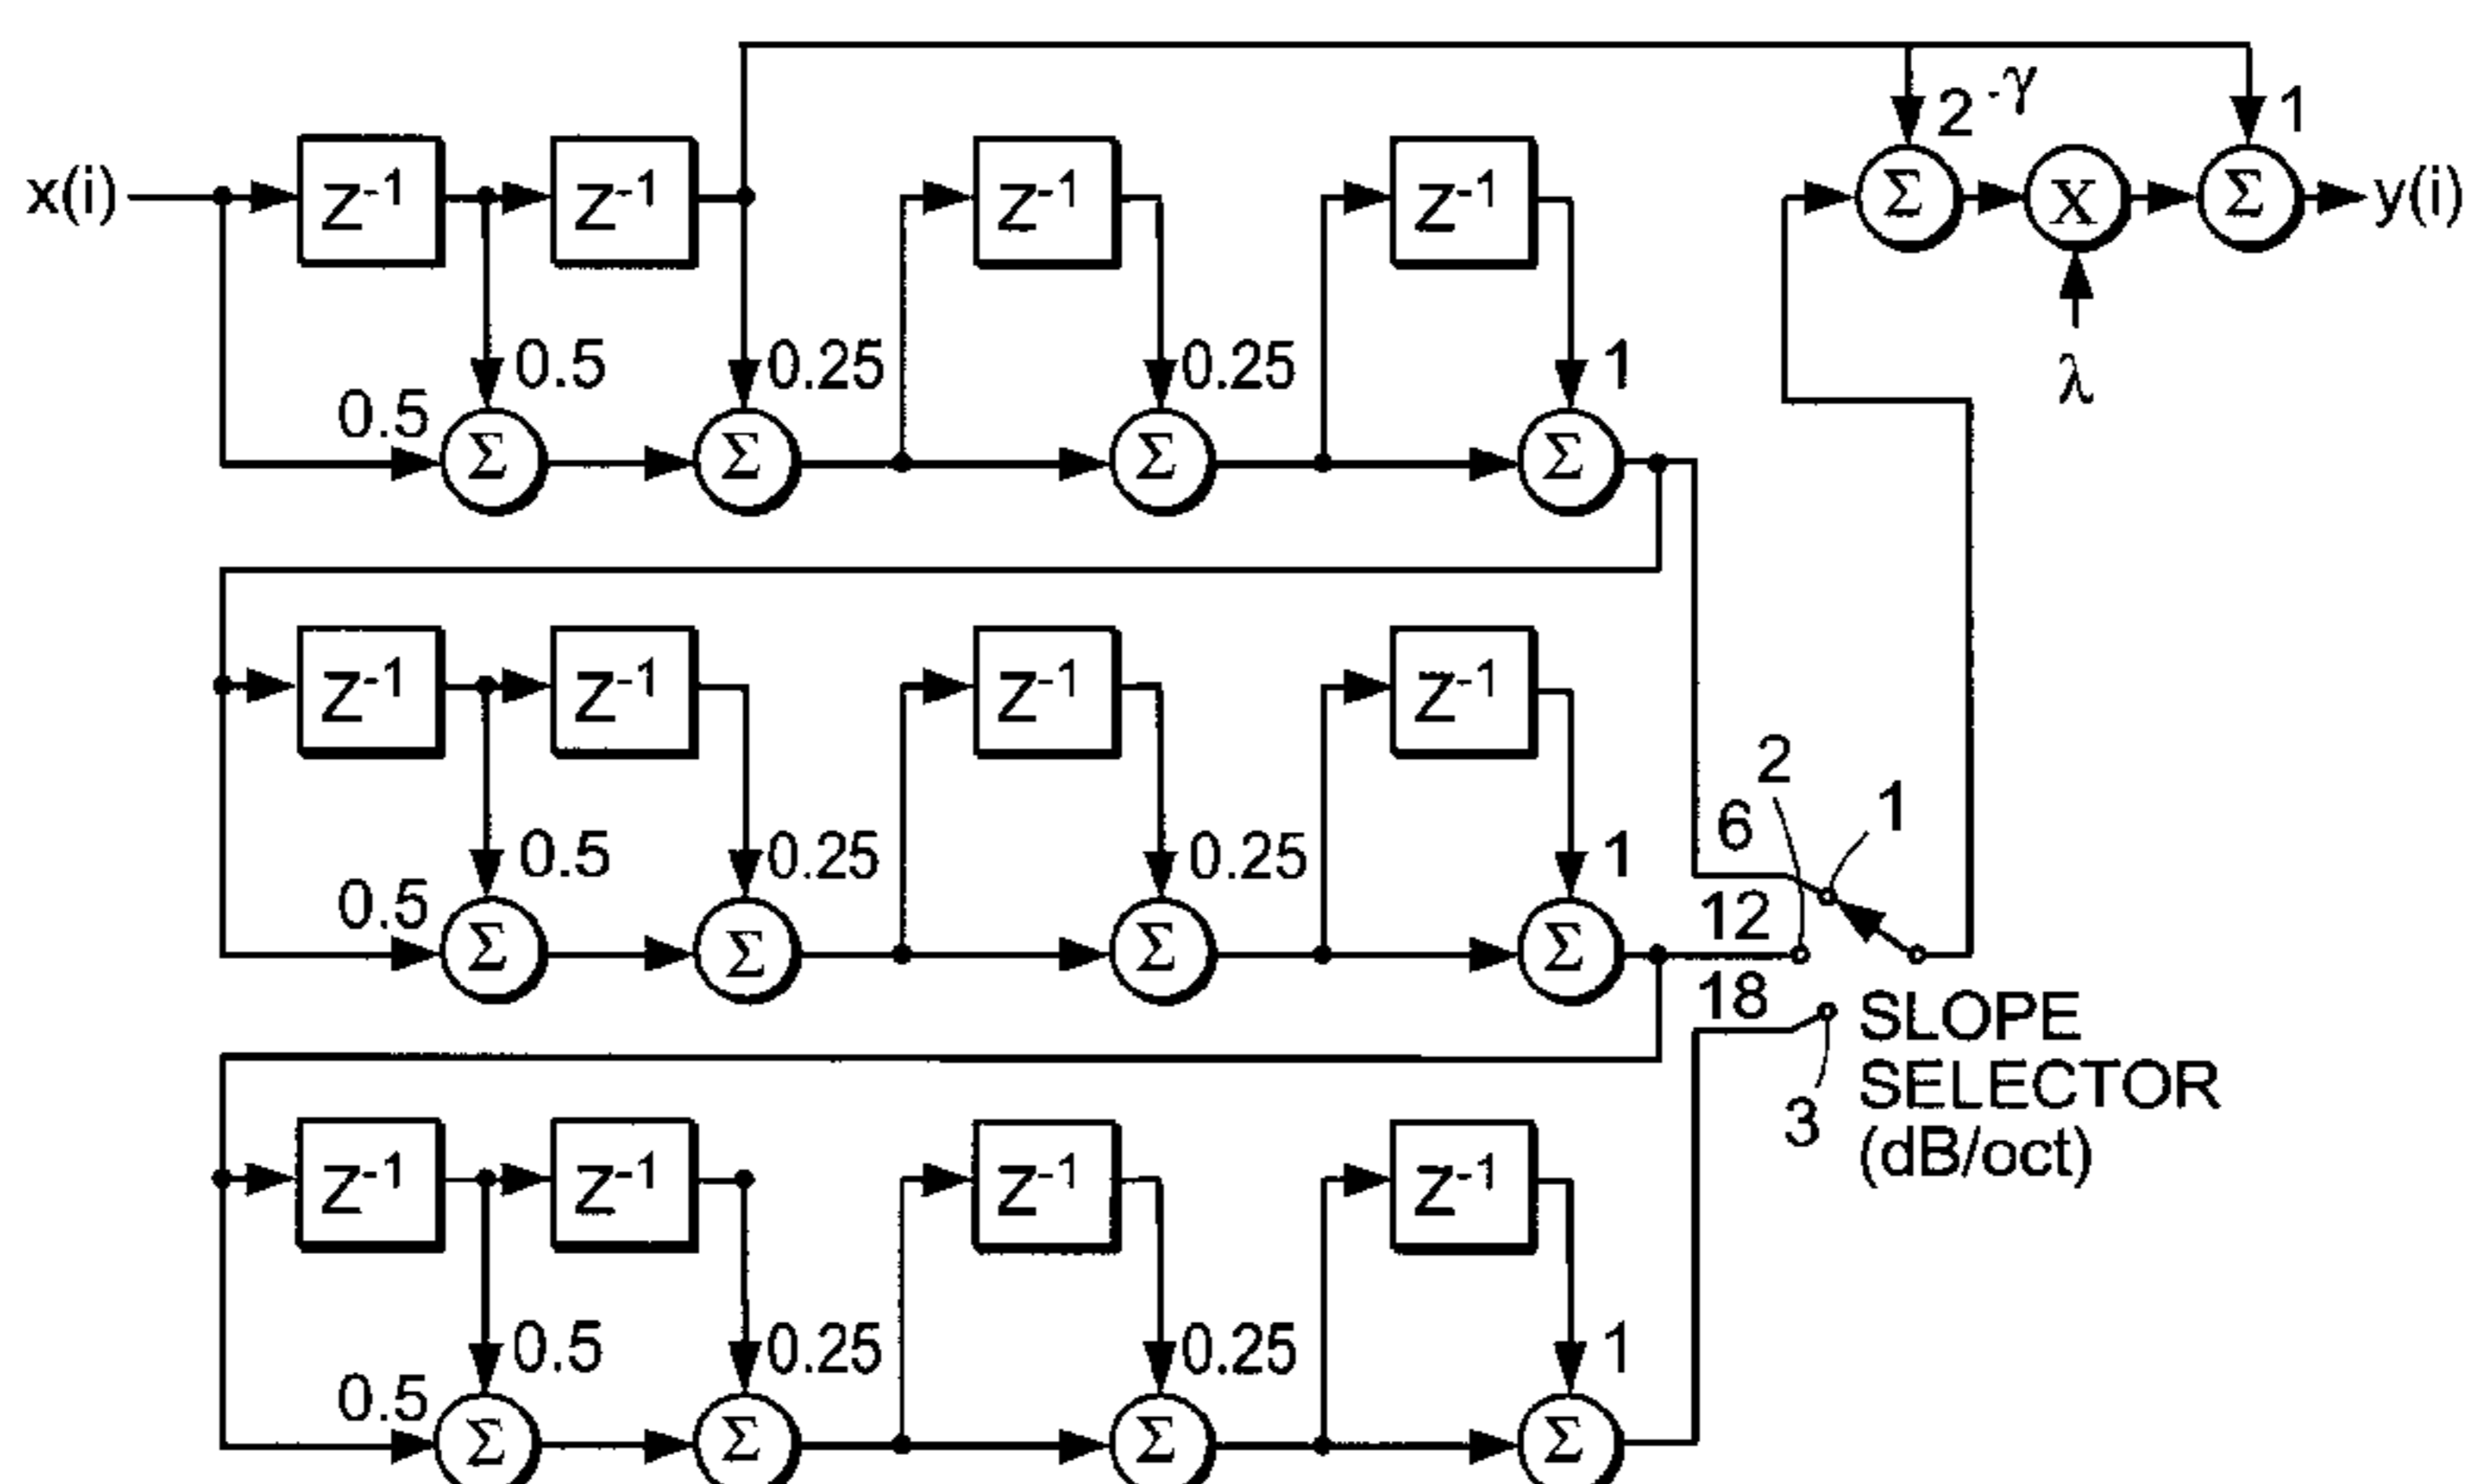 2 -γ 1
x(i) z-1 z-1 z-1 z-1 Σ X Σ y(i)
0.5 0.25 0.25 1 λ
0.5 Σ Σ Σ Σ
z-1 z-1 z-1 z-1
2
6 1
0.5 0.25 0.25 1
0.5 Σ Σ Σ Σ 12
18 SLOPE
SELECTOR
(dB/oct)
3
z-1 z-1 z-1 z-1
0.5 0.25 0.25 1
0.5 Σ Σ Σ Σ